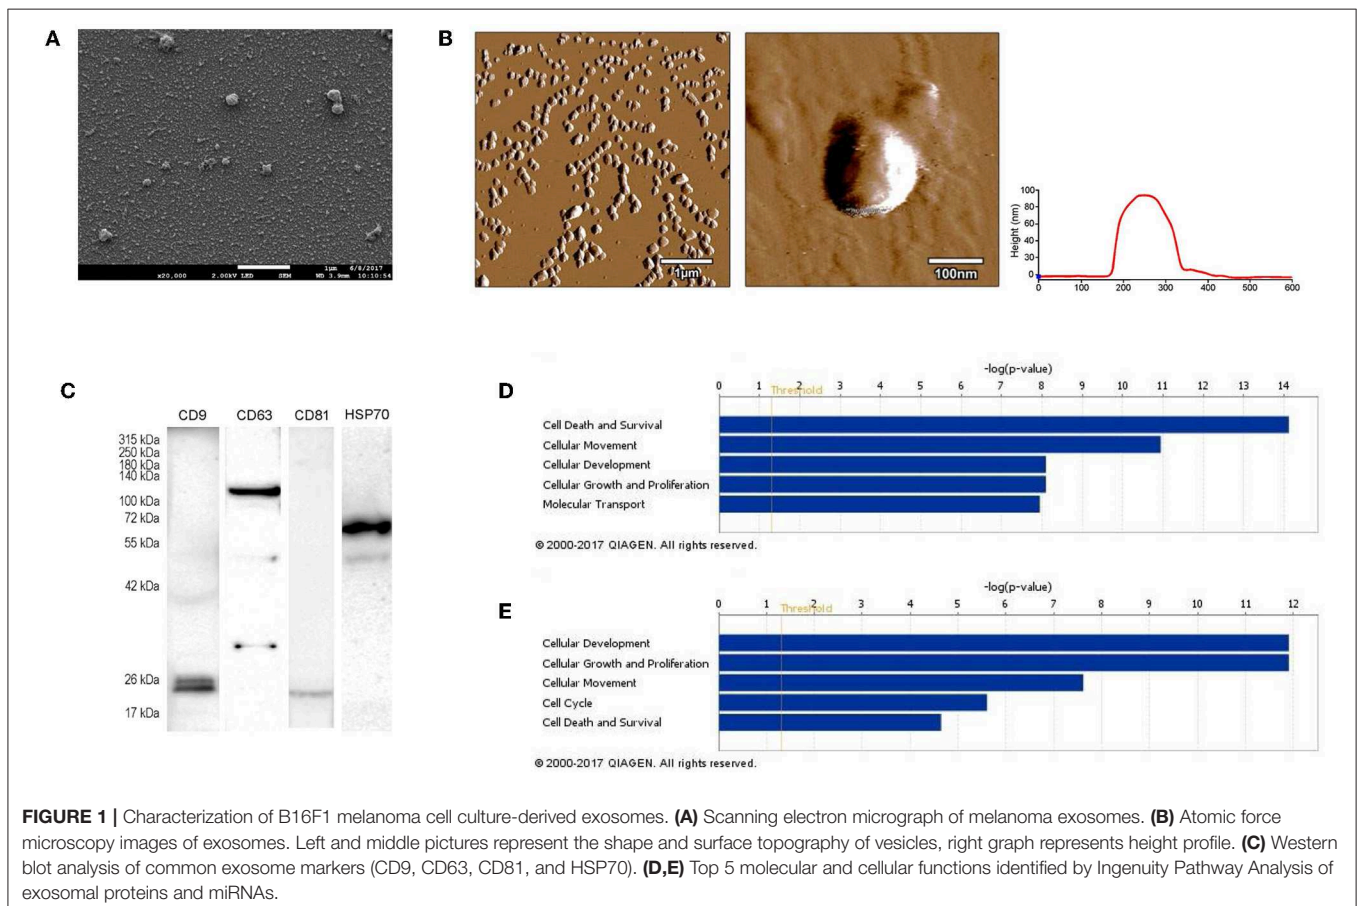 A
1µm 6/8/2017
x20,000 2.00kV LED SEM WD 3.9mm 10:10:54
B
1µm
100nm
Height (nm)
100
80
60
40
30
0
0 100 200 300 400 500 600
C
CD9 CD63 CD81 HSP70
315 kDa
250 kDa
180 kDa
140 kDa
100 kDa
72 kDa
55 kDa
42 kDa
26 kDa
17 kDa
D
-log(p-value)
0 1 2 3 4 5 6 7 8 9 10 11 12 13 14
Threshold
Cell Death and Survival
Cellular Movement
Cellular Development
Cellular Growth and Proliferation
Molecular Transport
© 2000-2017 QIAGEN. All rights reserved.
E
-log(p-value)
0 1 2 3 4 5 6 7 8 9 10 11 12
Threshold
Cellular Development
Cellular Growth and Proliferation
Cellular Movement
Cell Cycle
Cell Death and Survival
© 2000-2017 QIAGEN. All rights reserved.
FIGURE 1 | Characterization of B16F1 melanoma cell culture-derived exosomes. (A) Scanning electron micrograph of melanoma exosomes. (B) Atomic force
microscopy images of exosomes. Left and middle pictures represent the shape and surface topography of vesicles, right graph represents height profile. (C) Western
blot analysis of common exosome markers (CD9, CD63, CD81, and HSP70). (D,E) Top 5 molecular and cellular functions identified by Ingenuity Pathway Analysis of
exosomal proteins and miRNAs.